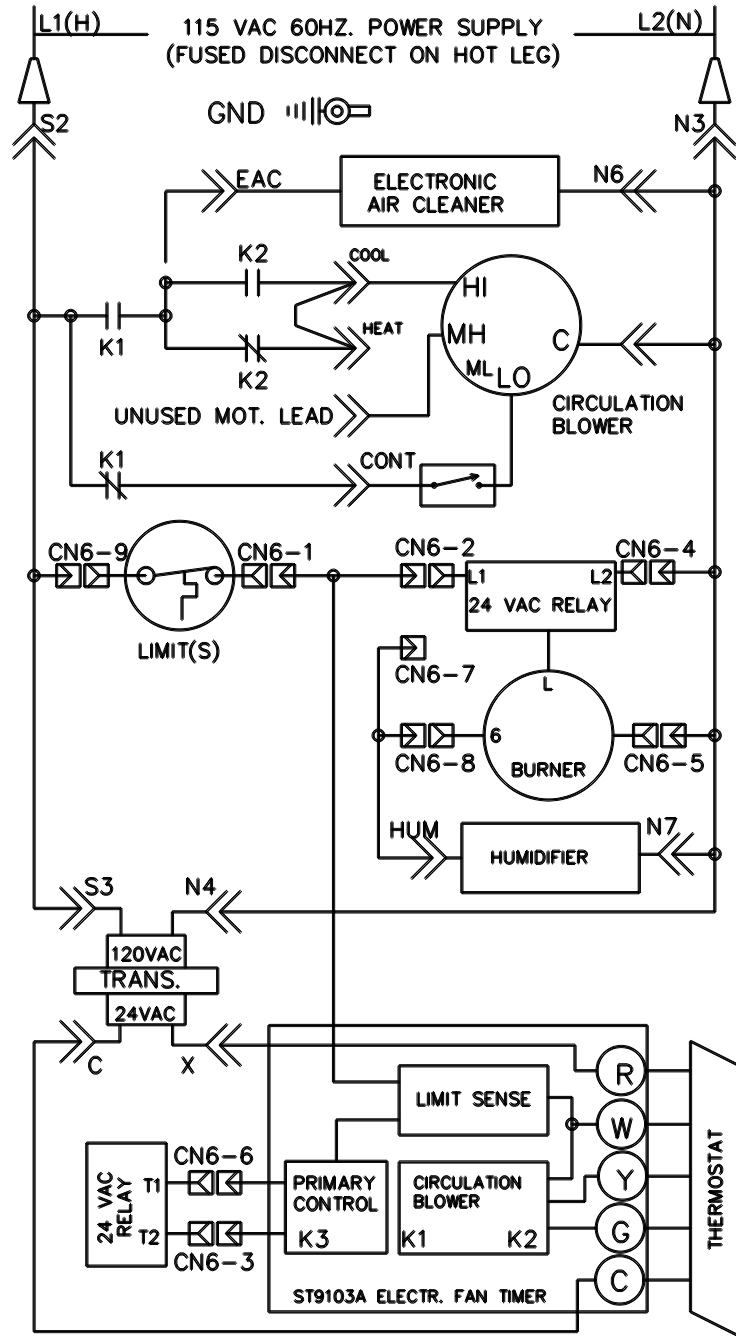 L1(H)
115 VAC 60HZ. POWER SUPPLY
L2(N)
(FUSED DISCONNECT ON HOT LEG)
GND
S2
N3
EAC
ELECTRONIC
AIR CLEANER
N6
K2
COOL
HI
K1
HEAT
MH
C
K2
ML
LO
UNUSED MOT. LEAD
CIRCULATION
BLOWER
K1
CONT
CN6-9
CN6-1
CN6-2
CN6-4
L1
L2
24 VAC RELAY
LIMIT(S)
CN6-7
L
6
BURNER
CN6-8
CN6-5
HUM
HUMIDIFIER
N7
S3
N4
120VAC
TRANS.
24VAC
C
X
R
LIMIT SENSE
W
THERMOSTAT
CN6-6
24 VAC
RELAY
T1
T2
CN6-3
PRIMARY
CONTROL
K3
CIRCULATION
BLOWER
K1
K2
Y
G
C
ST9103A ELECTR. FAN TIMER